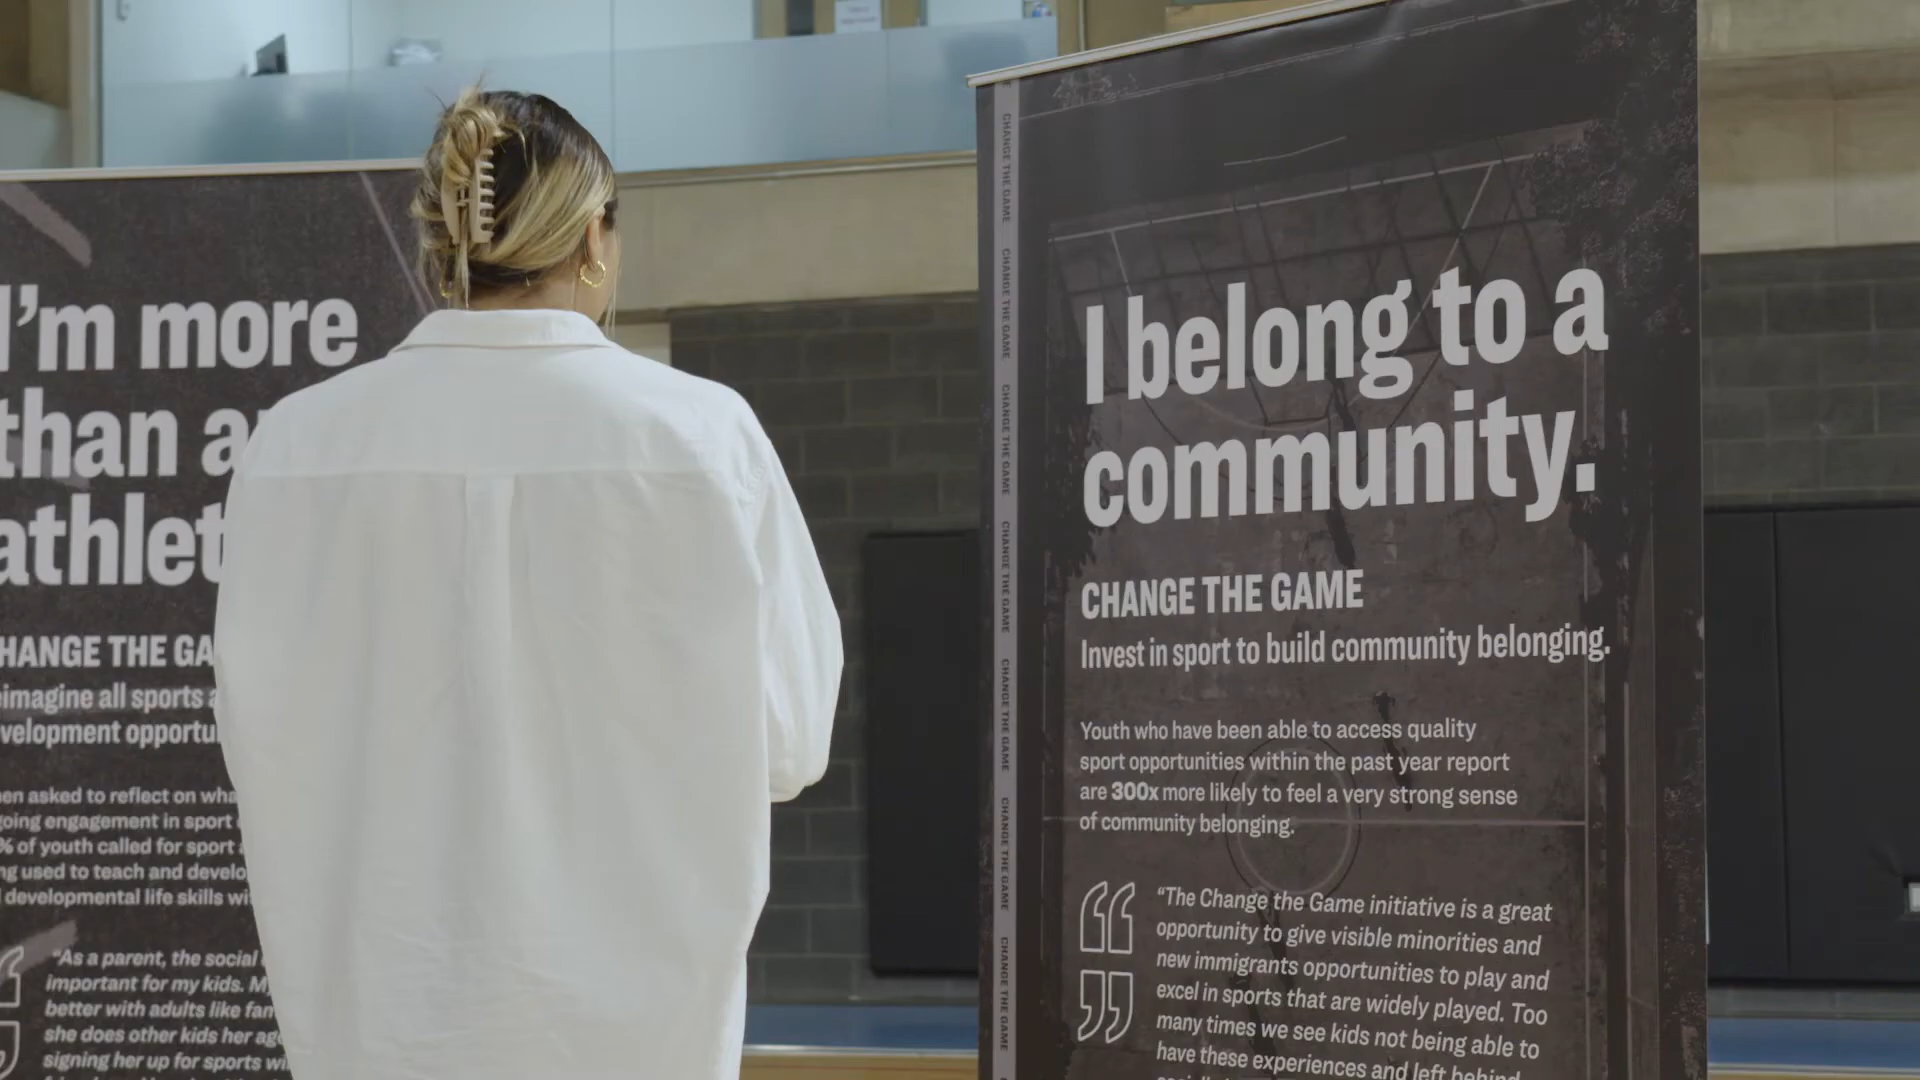 I'm more
than a
athlet
HANGE THE GA
eimagine all sports a
velopment opportu
en asked to reflect on wha
going engagement in sport
% of youth called for sport
ng used to teach and develo
developmental life skills wi
"As a parent, the social
important for my kids. M
better with adults like fam
she does other kids her age
signing her up for sports wi
CHANGE THE GAME CHANGE THE GAME CHANGE THE GAME CHANGE THE GAME CHANGE THE GAME CHANGE THE GAME CHANGE THE GAME
I belong to a
community.
CHANGE THE GAME
Invest in sport to build community belonging.
Youth who have been able to access quality
sport opportunities within the past year report
are 300x more likely to feel a very strong sense
of community belonging.
"The Change the Game initiative is a great
opportunity to give visible minorities and
new immigrants opportunities to play and
excel in sports that are widely played. Too
many times we see kids not being able to
have these experiences and left behind